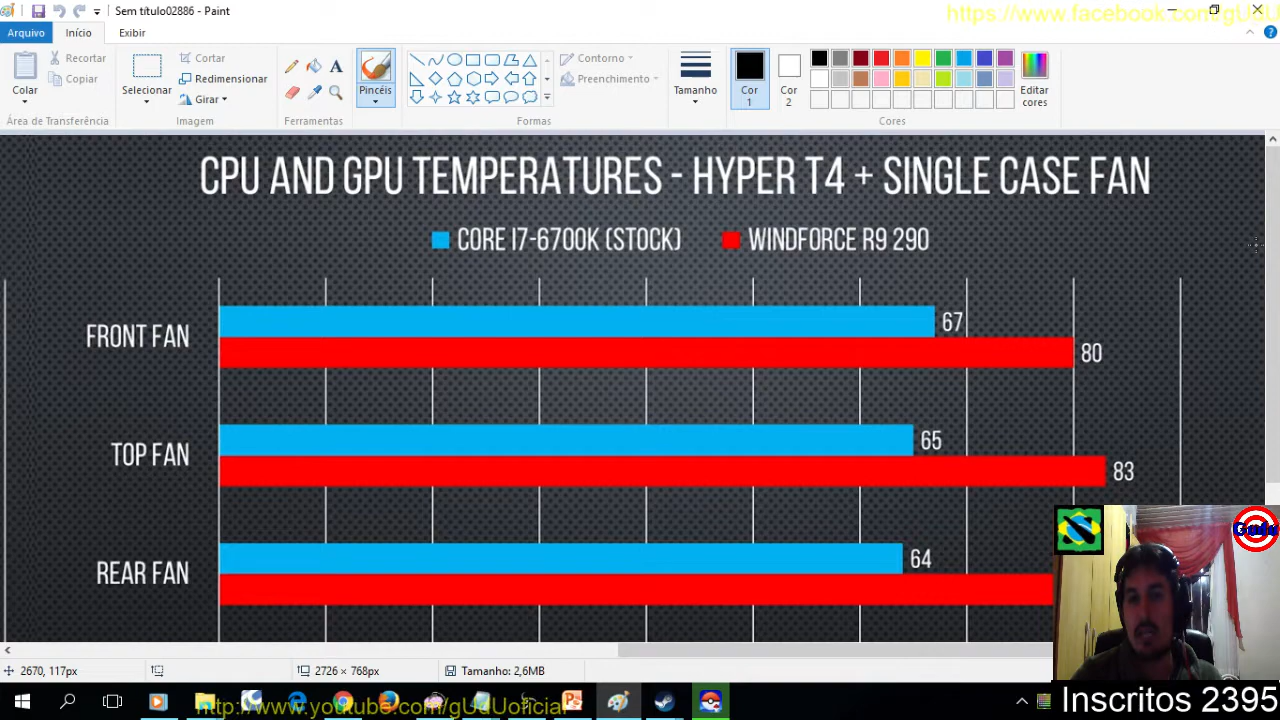 Sem título02886 - Paint
https://www.facebook.com/gUdU
Arquivo
Início
Exibir
Colar
Recortar
Copiar
Área de Transferência
Selecionar
Cortar
Redimensionar
Girar
Imagem
A
Ferramentas
Pincéis
Formas
Contorno
Preenchimento
Tamanho
Cor
1
Cor
2
Cores
Editar
cores
CPU AND GPU TEMPERATURES - HYPER T4 + SINGLE CASE FAN
CORE I7-6700K (STOCK)
WINDFORCE R9 290
FRONT FAN
67
80
TOP FAN
65
83
REAR FAN
64
Gudu
2670, 117px
2726 × 768px
Tamanho: 2,6MB
http://www.youtube.com/gUdUoficial
Inscritos 2395